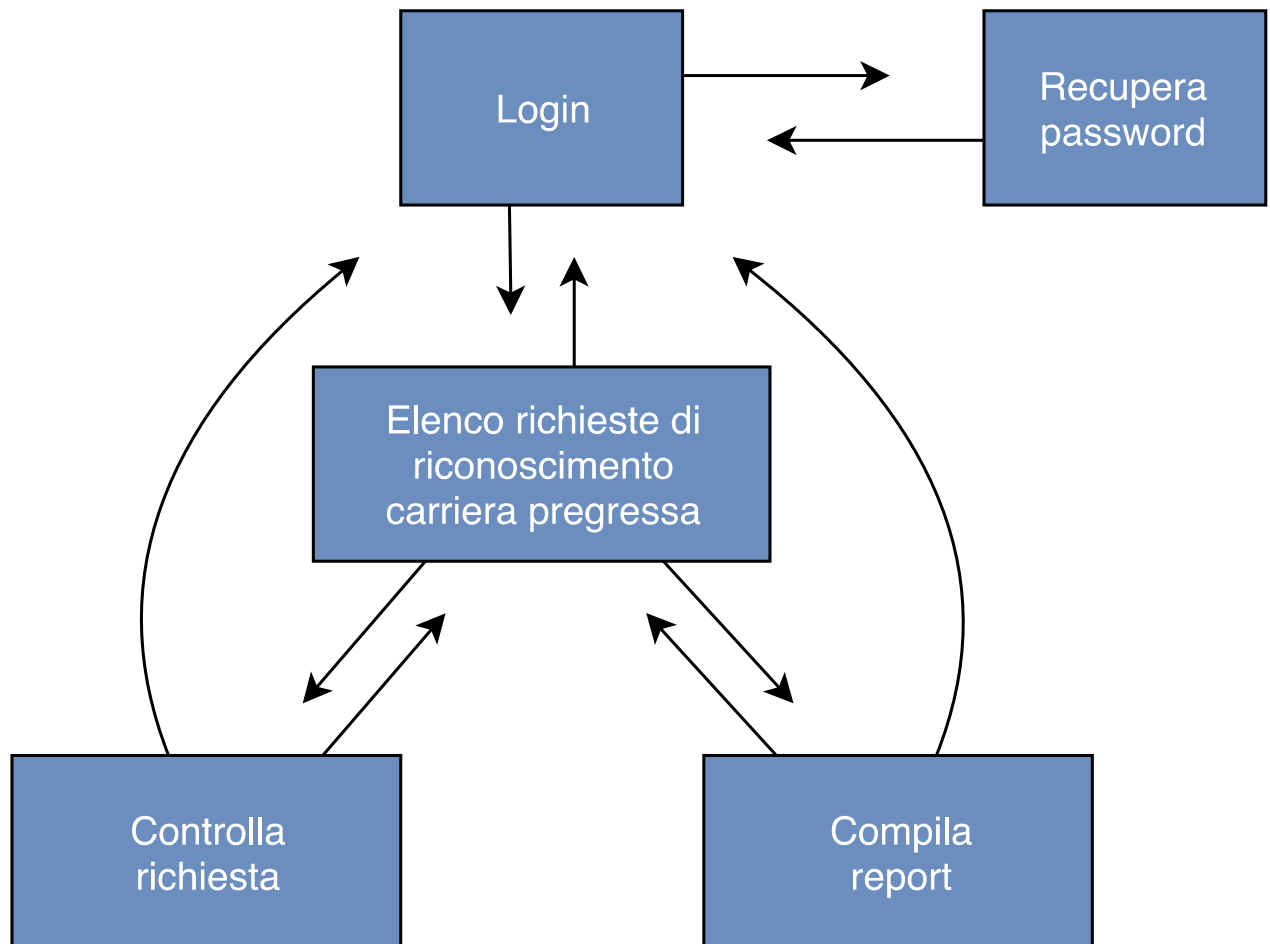 Login
Recupera
password
Elenco richieste di
riconoscimento
carriera pregressa
Controlla
richiesta
Compila
report